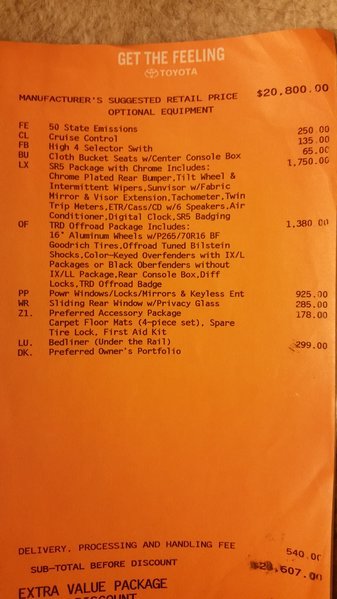 GET THE FEELING
TOYOTA
MANUFACTURER'S SUGGESTED RETAIL PRICE $20,800.00
OPTIONAL EQUIPMENT
FE 50 State Emissions
CL Cruise Control 250.00
FB High 4 Selector Swith 135.00
BU Cloth Bucket Seats w/Center Console Box 65.00
LX SR5 Package with Chrome Includes: 1,750.00
Chrome Plated Rear Bumper,Tilt Wheel &
Intermittent Wipers,Sunvisor w/Fabric
Mirror & Visor Extension,Tachometer,Twin
Trip Meters,ETR/Cass/CD w/6 Speakers,Air
Conditioner,Digital Clock,SR5 Badging
OF TRD Offroad Package Includes: 1,380.00
16" Aluminum Wheels w/P265/70R16 BF
Goodrich Tires,Offroad Tuned Bilstein
Shocks,Color-Keyed Overfenders with IX/L
Packages or Black Oberfenders without
IX/LL Package,Rear Console Box,Diff
Locks,TRD Offroad Badge
PP Powr Windows/Locks/Mirrors & Keyless Ent 925.00
WR Sliding Rear Window w/Privacy Glass 285.00
Z1. Preferred Accessory Package 178.00
Carpet Floor Mats (4-piece set), Spare
Tire Lock, First Aid Kit
LU. Bedliner (Under the Rail) 299.00
DK. Preferred Owner's Portfolio
DELIVERY, PROCESSING AND HANDLING FEE 540.00
SUB-TOTAL BEFORE DISCOUNT
EXTRA VALUE PACKAGE
DISCOUNT